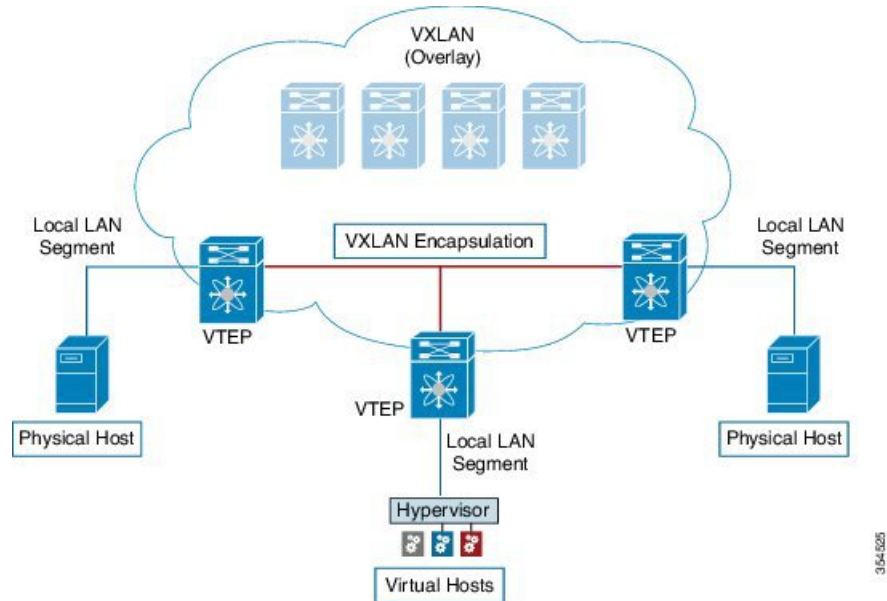 VXLAN
(Overlay)
Local LAN
Segment
VXLAN Encapsulation
Local LAN
Segment
VTEP
VTEP
VTEP
Physical Host
Local LAN
Segment
Physical Host
Hypervisor
Virtual Hosts
354525